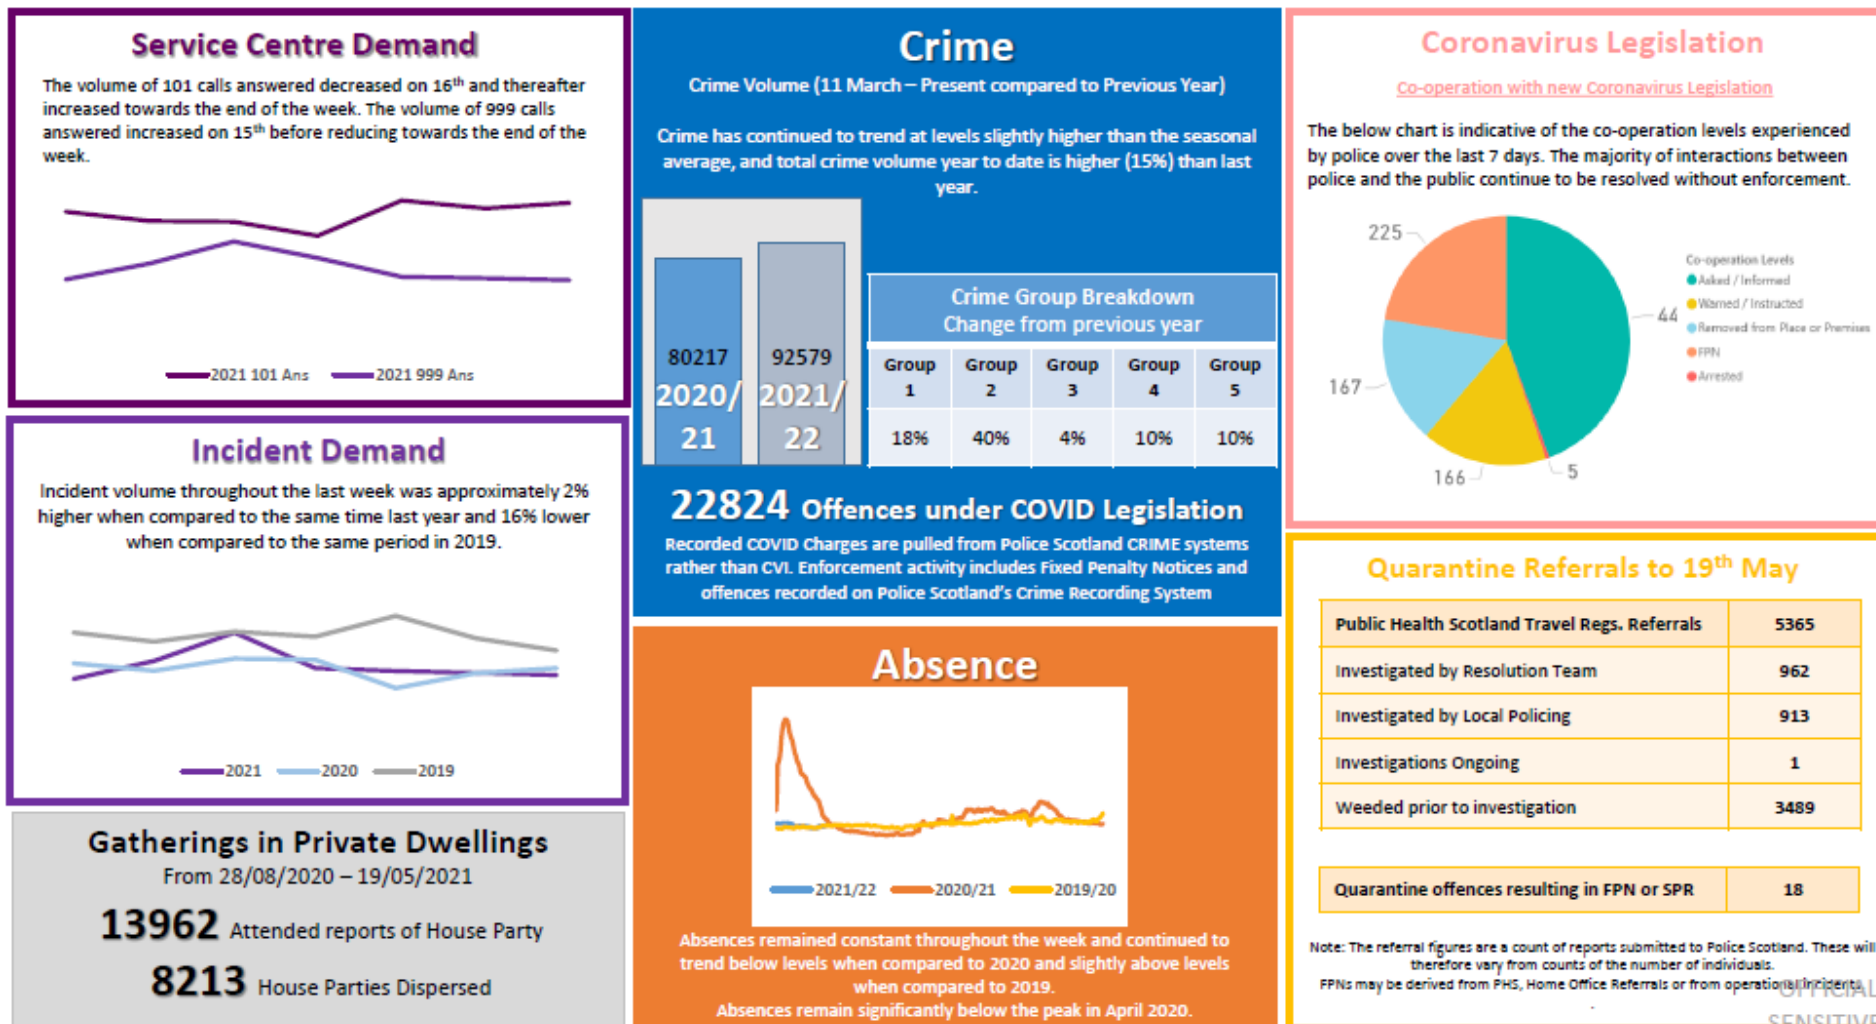 Service Centre Demand
The volume of 101 calls answered decreased on 16th and thereafter
increased towards the end of the week. The volume of 999 calls
answered increased on 15th before reducing towards the end of the
week.
2021 101 Ans 2021 999 Ans
Incident Demand
Incident volume throughout the last week was approximately 2%
higher when compared to the same time last year and 16% lower
when compared to the same period in 2019.
2021 2020 2019
Gatherings in Private Dwellings
From 28/08/2020 – 19/05/2021
13962 Attended reports of House Party
8213 House Parties Dispersed
Crime
Crime Volume (11 March – Present compared to Previous Year)
Crime has continued to trend at levels slightly higher than the seasonal
average, and total crime volume year to date is higher (15%) than last
year.
80217 92579
2020/ 2021/
21 22
Crime Group Breakdown
Change from previous year
Group Group Group Group Group
1 2 3 4 5
18% 40% 4% 10% 10%
22824 Offences under COVID Legislation
Recorded COVID Charges are pulled from Police Scotland CRIME systems
rather than CVI. Enforcement activity includes Fixed Penalty Notices and
offences recorded on Police Scotland's Crime Recording System
Absence
2021/22 2020/21 2019/20
Absences remained constant throughout the week and continued to
trend below levels when compared to 2020 and slightly above levels
when compared to 2019.
Absences remain significantly below the peak in April 2020.
Coronavirus Legislation
Co-operation with new Coronavirus Legislation
The below chart is indicative of the co-operation levels experienced
by police over the last 7 days. The majority of interactions between
police and the public continue to be resolved without enforcement.
225
44
167
166
5
Co-operation Levels
Asked / Informed
Warned / Instructed
Removed from Place or Premises
FPN
Arrested
Quarantine Referrals to 19th May
Public Health Scotland Travel Regs. Referrals 5365
Investigated by Resolution Team 962
Investigated by Local Policing 913
Investigations Ongoing 1
Weeded prior to investigation 3489
Quarantine offences resulting in FPN or SPR 18
Note: The referral figures are a count of reports submitted to Police Scotland. These will
therefore vary from counts of the number of individuals.
FPNs may be derived from PHS, Home Office Referrals or from operational incidents
.
OFFICIAL